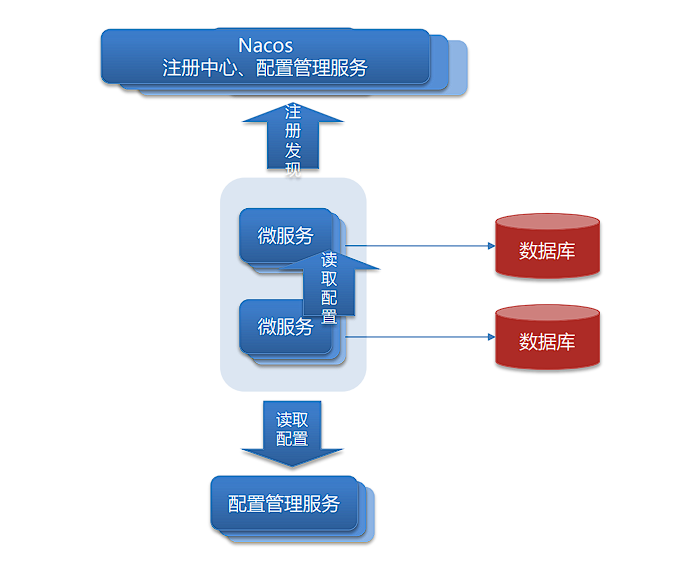 Nacos
注册中心、配置管理服务
注
册
发
现
微服务
数据库
读
取
配
置
微服务
数据库
读取
配置
配置管理服务